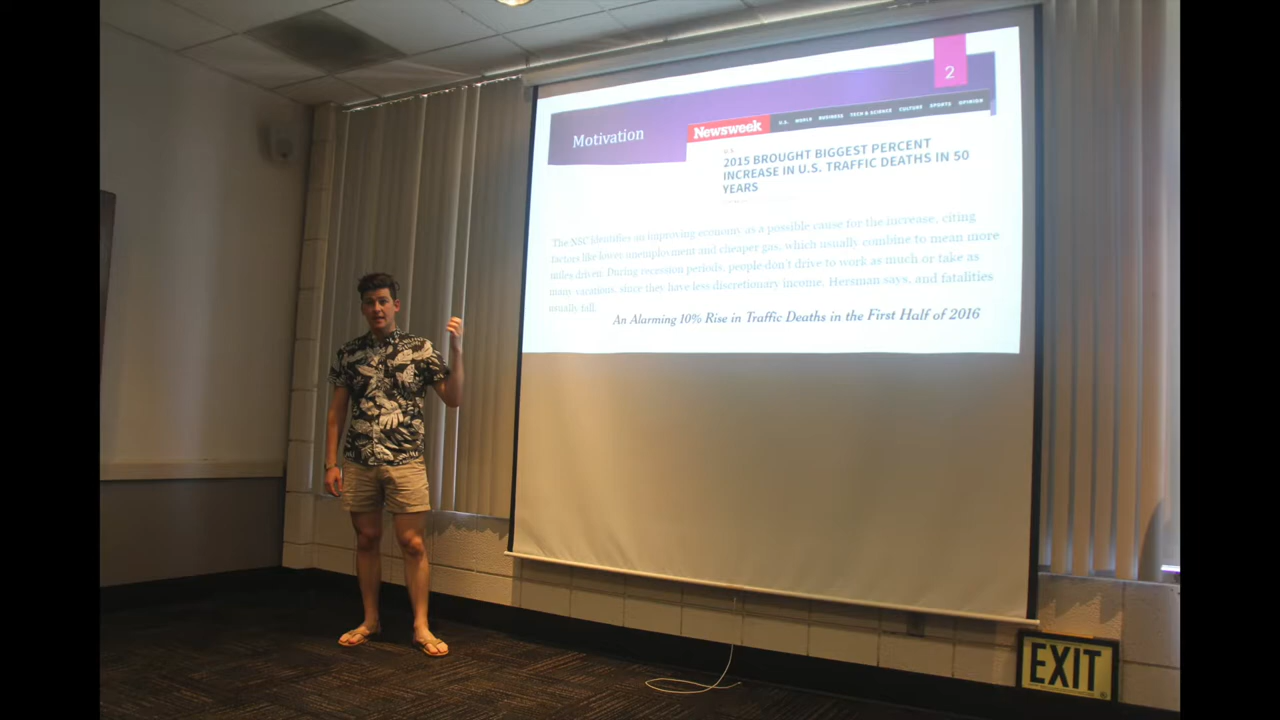 2
Motivation
Newsweek
U.S. WORLD BUSINESS TECH & SCIENCE CULTURE SPORTS OPINION
U.S.
2015 BROUGHT BIGGEST PERCENT
INCREASE IN U.S. TRAFFIC DEATHS IN 50
YEARS
The NSC identifies an improving economy as a possible cause for the increase, citing
factors like lower unemployment and cheaper gas, which usually combine to mean more
miles driven. During recession periods, people don't drive to work as much or take as
many vacations, since they have less discretionary income, Hersman says, and fatalities
usually fall.
An Alarming 10% Rise in Traffic Deaths in the First Half of 2016
EXIT